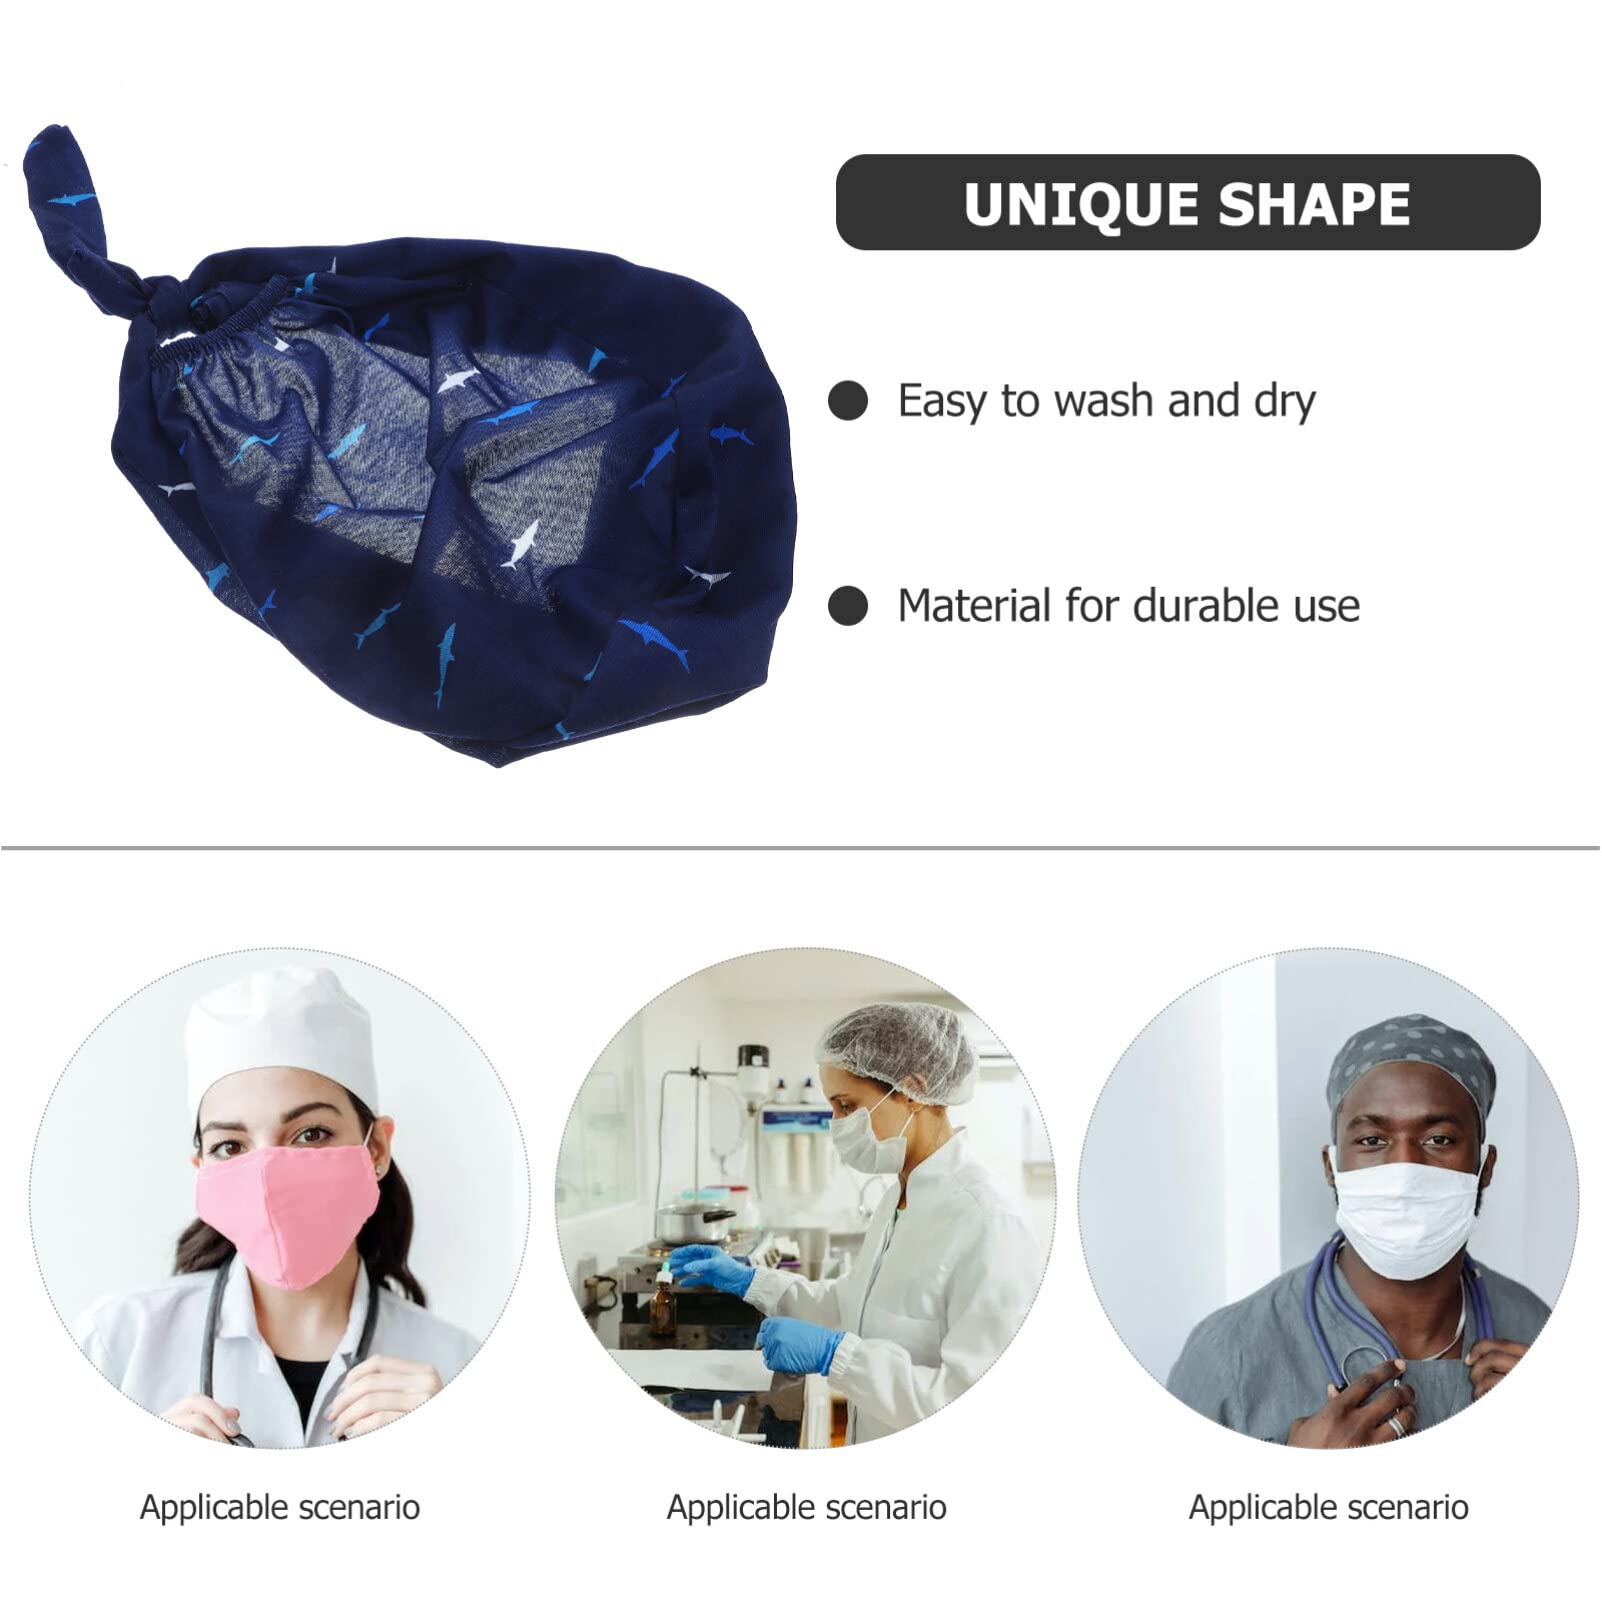 UNIQUE SHAPE
Easy to wash and dry
Material for durable use
Applicable scenario
Applicable scenario
Applicable scenario